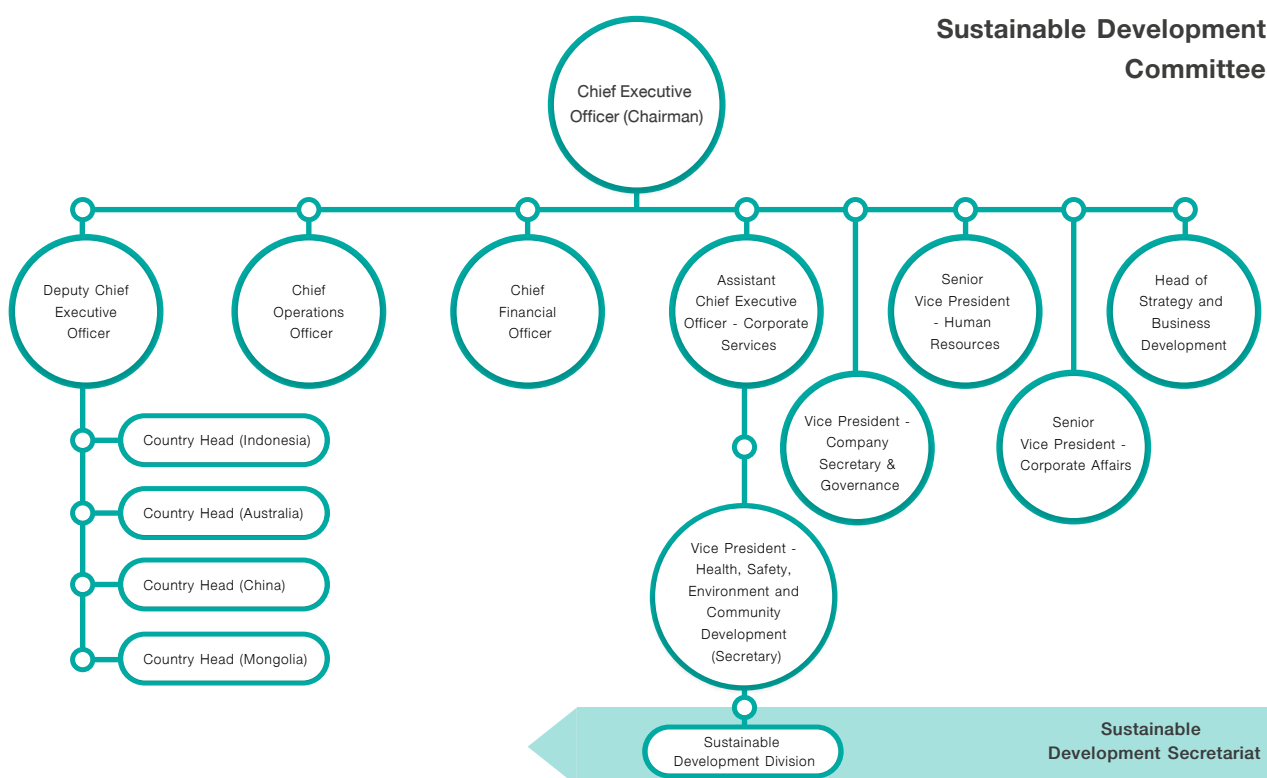 Sustainable Development
Committee
Chief Executive
Officer (Chairman)
Deputy Chief
Executive
Officer
Chief
Operations
Officer
Chief
Financial
Officer
Assistant
Chief Executive
Officer - Corporate
Services
Senior
Vice President
- Human
Resources
Head of
Strategy and
Business
Development
Vice President -
Company
Secretary &
Governance
Senior
Vice President -
Corporate Affairs
Country Head (Indonesia)
Country Head (Australia)
Country Head (China)
Country Head (Mongolia)
Vice President -
Health, Safety,
Environment and
Community
Development
(Secretary)
Sustainable
Development Division
Sustainable
Development Secretariat